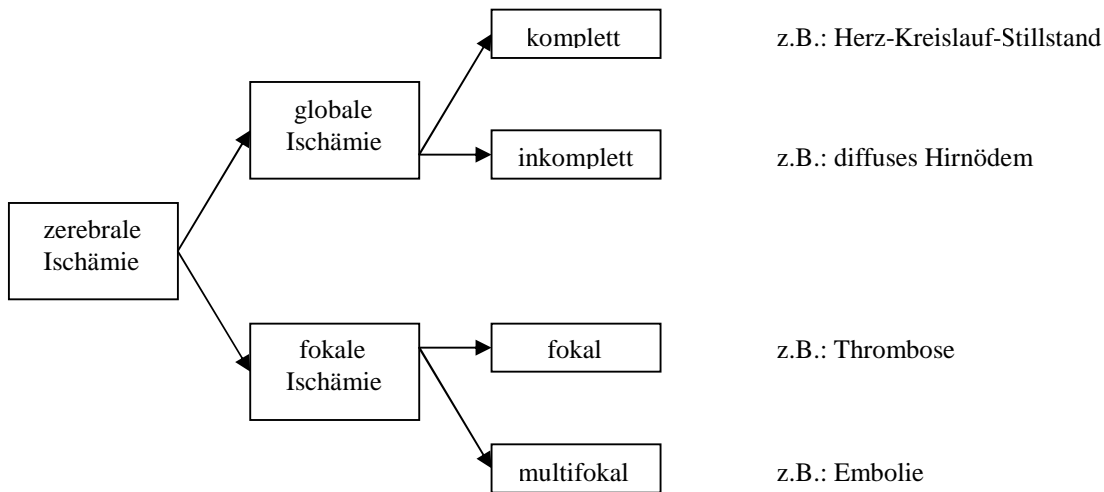 komplett z.B.: Herz-Kreislauf-Stillstand
globale
Ischämie
inkomplett z.B.: diffuses Hirnödem
zerebrale
Ischämie
fokale
Ischämie
fokal z.B.: Thrombose
multifokal z.B.: Embolie